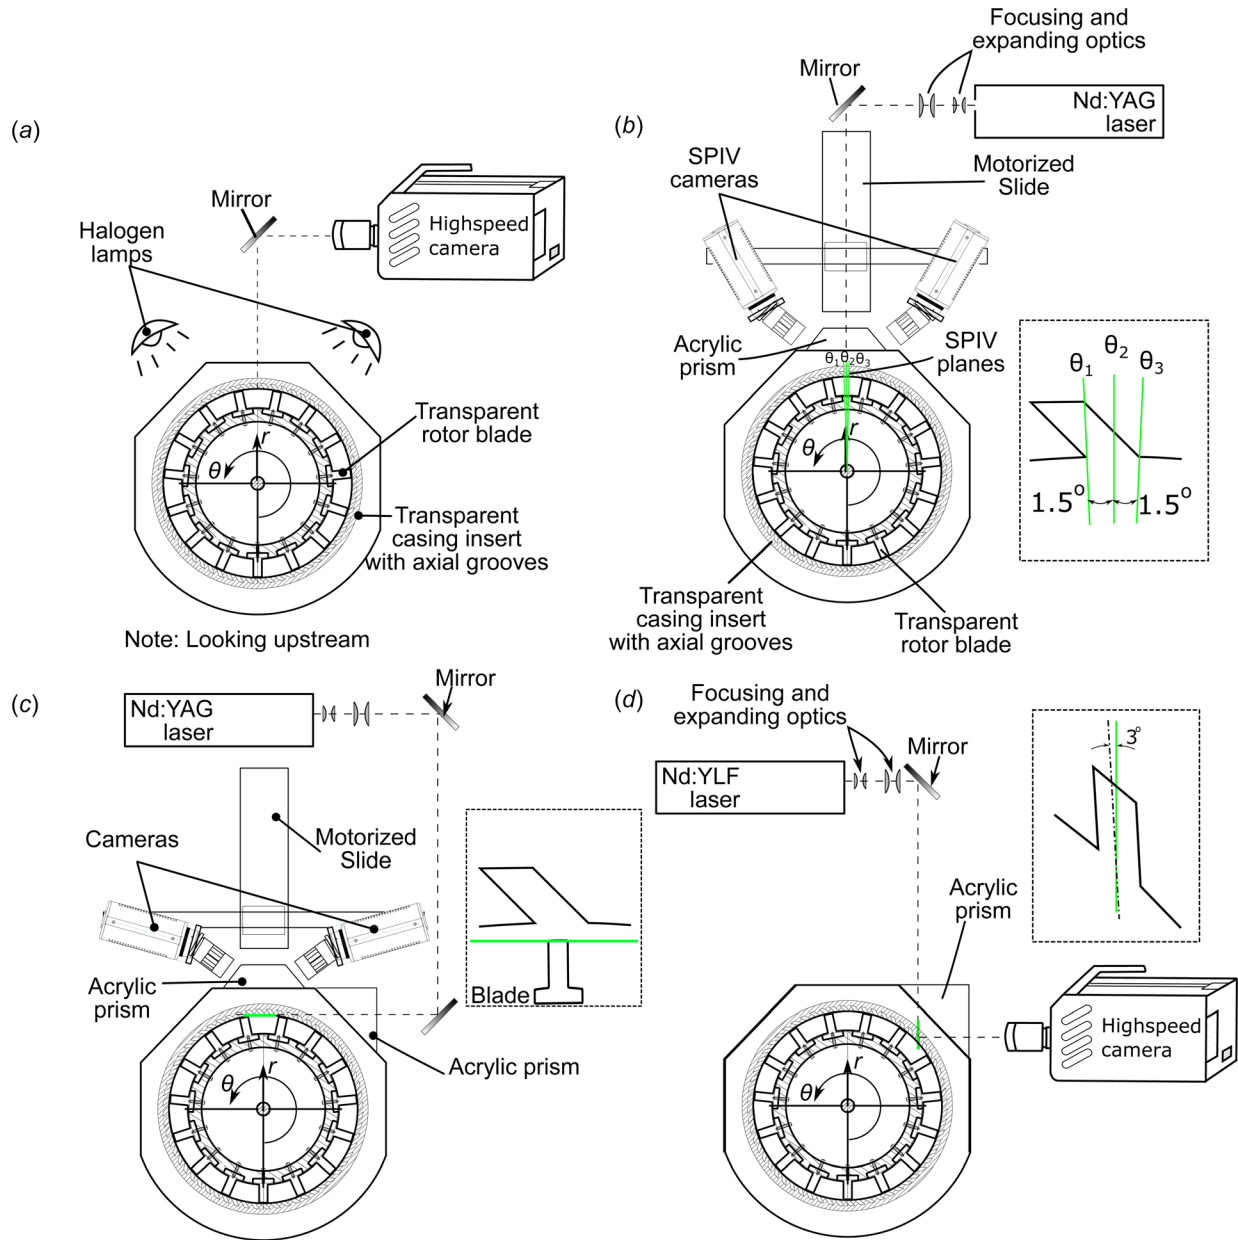 (a)
Mirror
Halogen
lamps
Highspeed
camera
Transparent
rotor blade
r
θ
Transparent
casing insert
with axial grooves
Note: Looking upstream
(b)
Focusing and
expanding optics
Mirror
Nd:YAG
laser
SPIV
cameras
Motorized
Slide
Acrylic
prism
θ1θ2θ3
SPIV
planes
r
θ
Transparent
casing insert
with axial grooves
Transparent
rotor blade
θ1 θ2 θ3
1.5° 1.5°
(c)
Nd:YAG
laser
Mirror
Cameras
Motorized
Slide
Acrylic
prism
Blade
Acrylic prism
r
θ
(d)
Focusing and
expanding optics
Nd:YLF
laser
Mirror
3°
Acrylic
prism
Highspeed
camera
r
θ